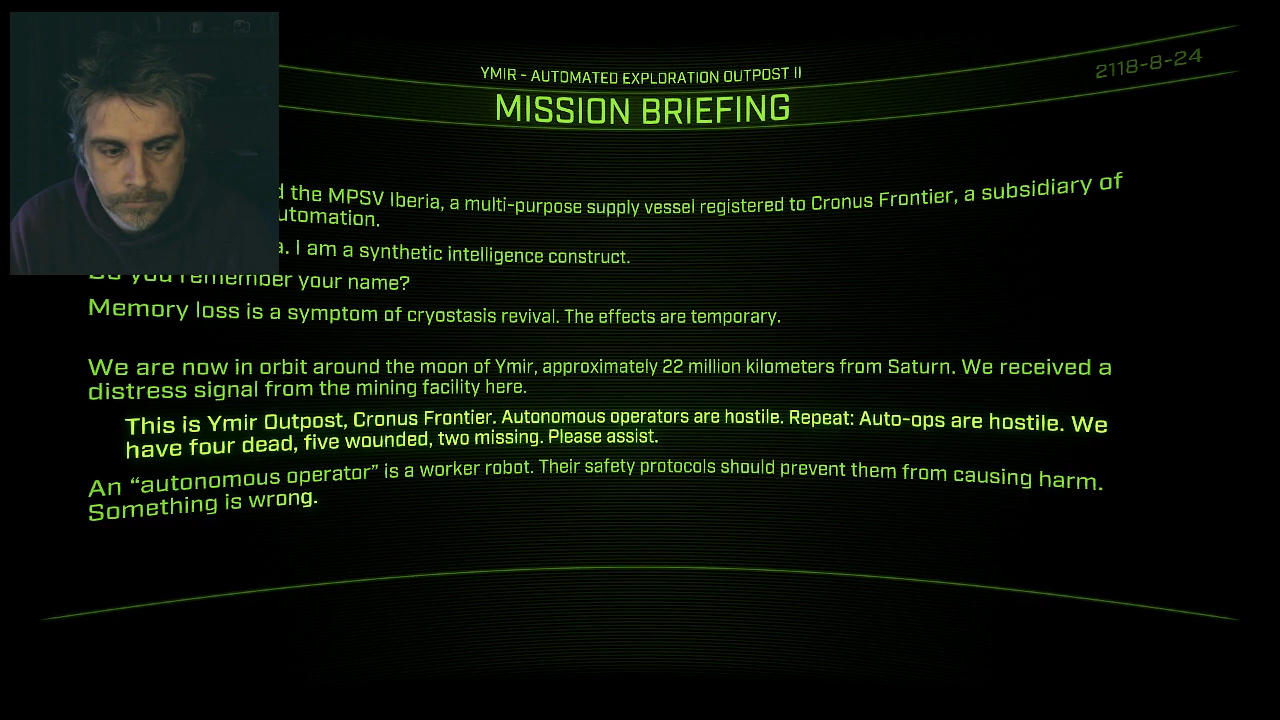 YMIR - AUTOMATED EXPLORATION OUTPOST II
2118-8-24
MISSION BRIEFING
the MPSV Iberia, a multi-purpose supply vessel registered to Cronus Frontier, a subsidiary of
utomation.
a. I am a synthetic intelligence construct.
Do you remember your name?
Memory loss is a symptom of cryostasis revival. The effects are temporary.
We are now in orbit around the moon of Ymir, approximately 22 million kilometers from Saturn. We received a
distress signal from the mining facility here.
This is Ymir Outpost, Cronus Frontier. Autonomous operators are hostile. Repeat: Auto-ops are hostile. We
have four dead, five wounded, two missing. Please assist.
An “autonomous operator” is a worker robot. Their safety protocols should prevent them from causing harm.
Something is wrong.